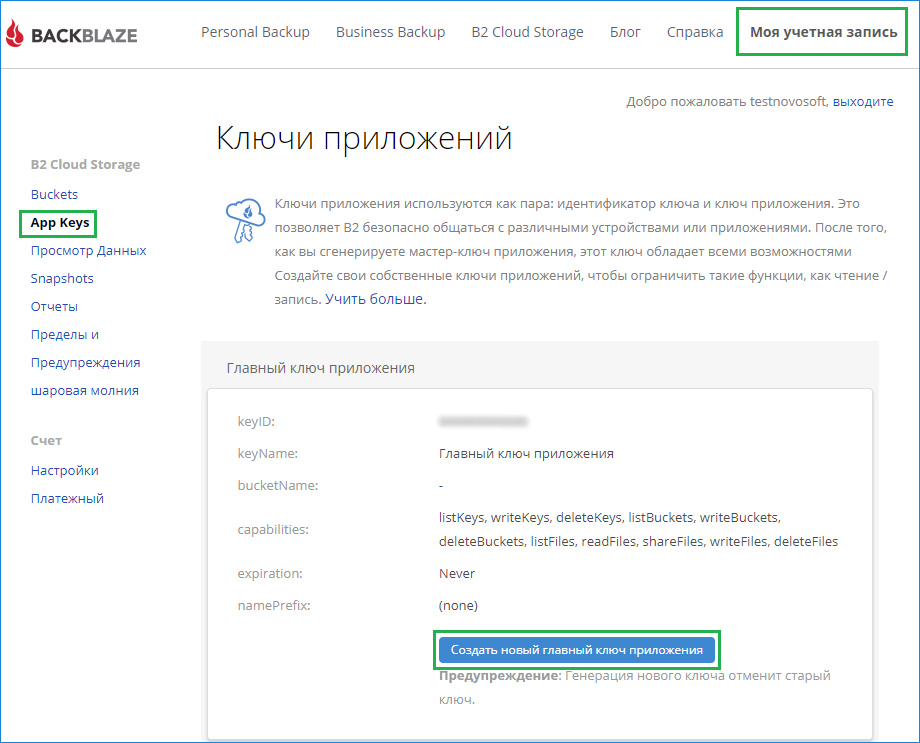 BACKBLAZE
Personal Backup Business Backup B2 Cloud Storage Блог Справка Моя учетная запись
Добро пожаловать testnovosoft, выходите
Ключи приложений
B2 Cloud Storage
Buckets
App Keys
Просмотр Данных
Snapshots
Отчеты
Пределы и
Предупреждения
шаровая молния
Счет
Настройки
Платежный
Ключи приложения используются как пара: идентификатор ключа и ключ приложения. Это
позволяет B2 безопасно общаться с различными устройствами или приложениями. После того,
как вы сгенерируете мастер-ключ приложения, этот ключ обладает всеми возможностями
Создайте свои собственные ключи приложений, чтобы ограничить такие функции, как чтение /
запись. Учить больше.
Главный ключ приложения
keyID:
keyName: Главный ключ приложения
bucketName: -
capabilities: listKeys, writeKeys, deleteKeys, listBuckets, writeBuckets,
deleteBuckets, listFiles, readFiles, shareFiles, writeFiles, deleteFiles
expiration: Never
namePrefix: (none)
Создать новый главный ключ приложения
Предупреждение: Генерация нового ключа отменит старый
ключ.